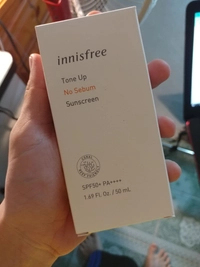 innisfree
Tone Up
No Sebum
Sunscreen
SPF50+ PA++++
1.69 Fl. Oz. / 50 mL